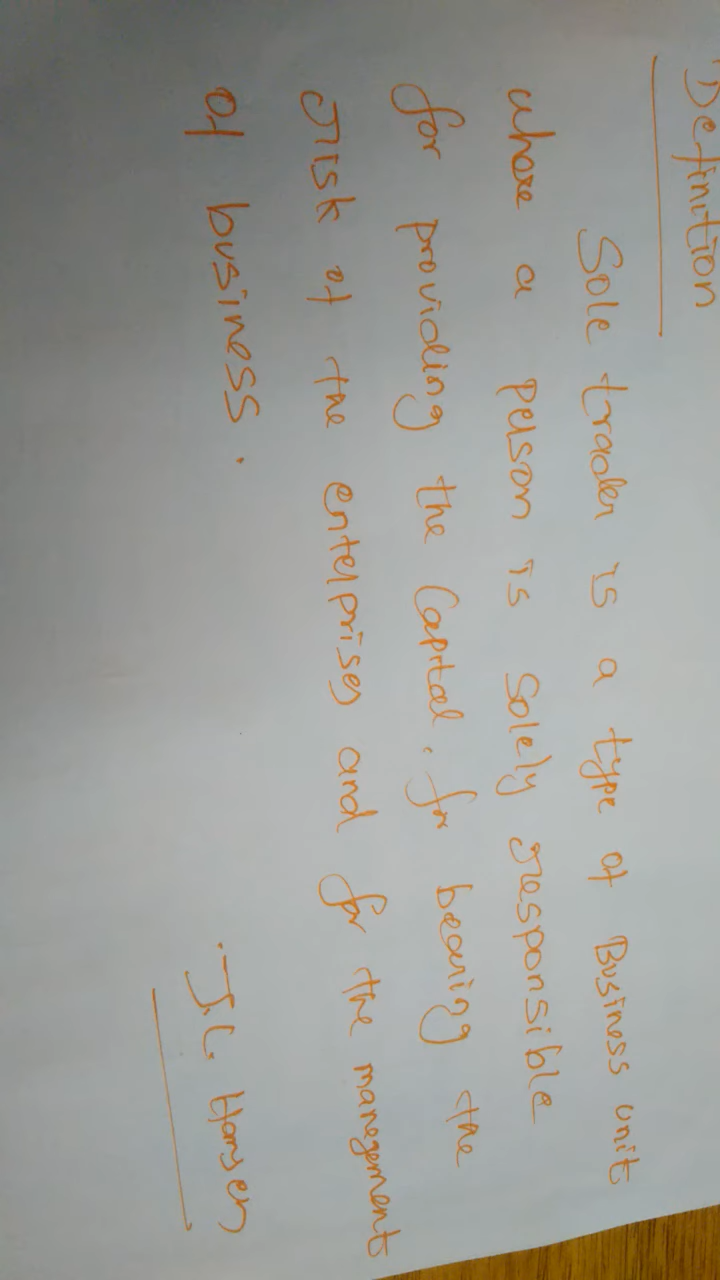 Definition
Sole trader is a type of Business unit
where a person is solely responsible
for providing the Capital. for bearing the
risk of the enterprises and for the management
of business.
J.L. Hansen